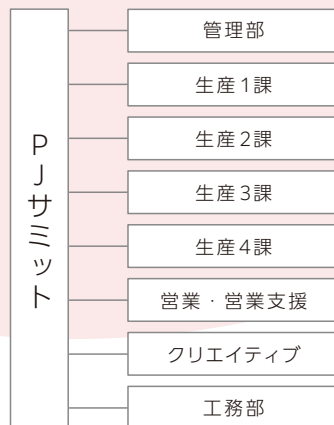 PJサミット
管理部
生産1課
生産2課
生産3課
生産4課
営業・営業支援
クリエイティブ
工務部